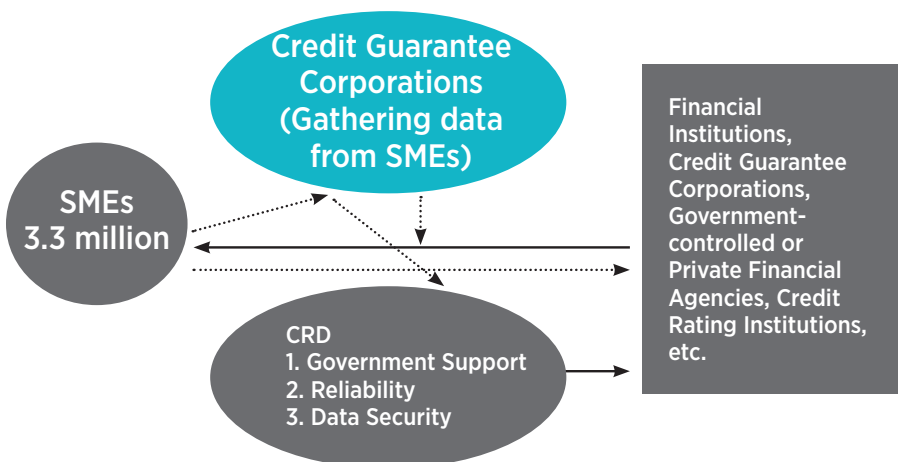 Credit Guarantee
Corporations
(Gathering data
from SMEs)
SMEs
3.3 million
Financial
Institutions,
Credit Guarantee
Corporations,
Government-
controlled or
Private Financial
Agencies, Credit
Rating Institutions,
etc.
CRD
1. Government Support
2. Reliability
3. Data Security